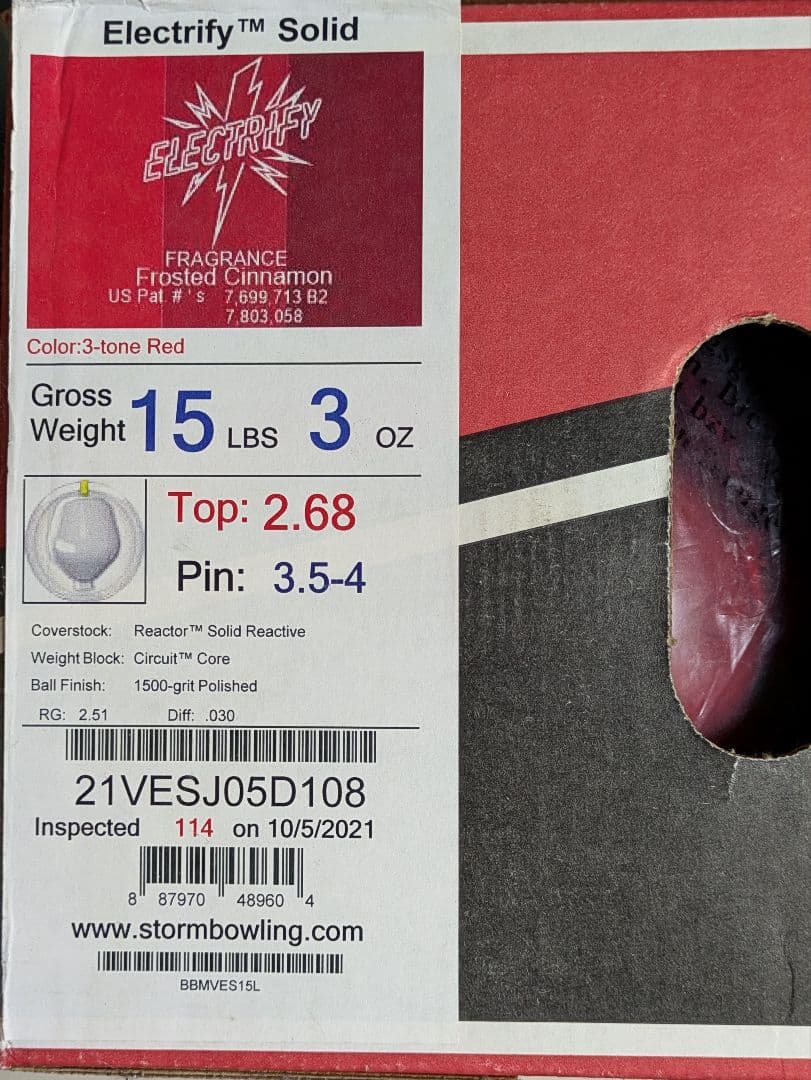 Electrify™ Solid
ELECTRIFY
FRAGRANCE
Frosted Cinnamon
US Pat. #'s 7,699,713 B2
7,803,058
Color:3-tone Red
Gross Weight 15 LBS 3 OZ
Top: 2.68
Pin: 3.5-4
Coverstock: Reactor™ Solid Reactive
Weight Block: Circuit™ Core
Ball Finish: 1500-grit Polished
RG: 2.51 Diff: .030
21VESJ05D108
Inspected 114 on 10/5/2021
8 87970 48960 4
www.stormbowling.com
BBMVES15L